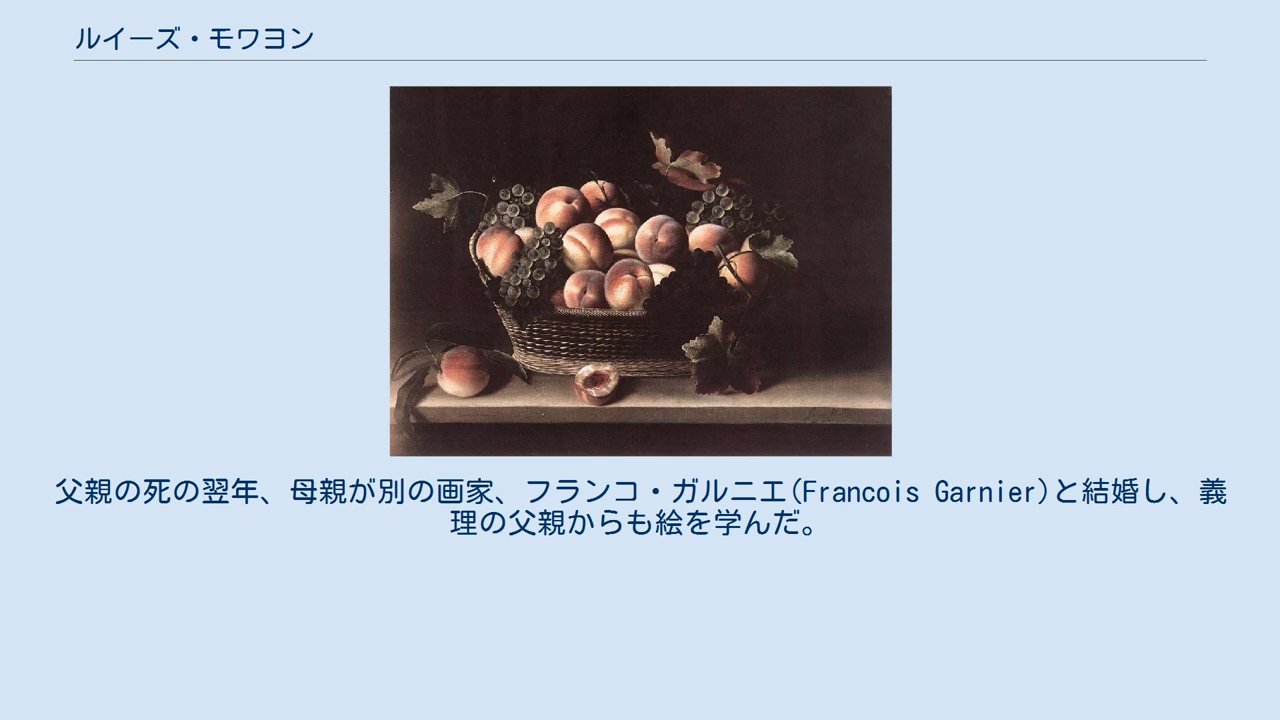 ルイーズ・モワヨン
父親の死の翌年、母親が別の画家、フランコ・ガルニエ(Francois Garnier)と結婚し、義
理の父親からも絵を学んだ。